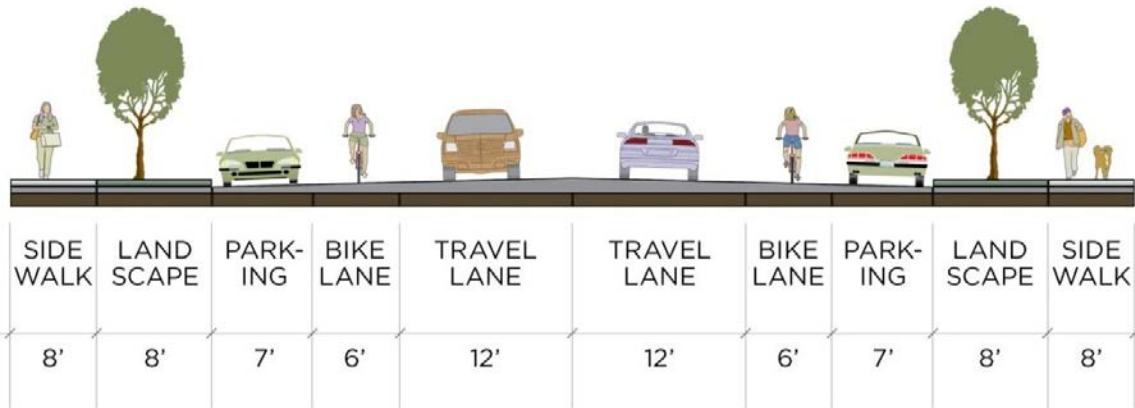 SIDE
WALK
LAND
SCAPE
PARK-
ING
BIKE
LANE
TRAVEL
LANE
TRAVEL
LANE
BIKE
LANE
PARK-
ING
LAND
SCAPE
SIDE
WALK
8' 8' 7' 6' 12' 12' 6' 7' 8' 8'